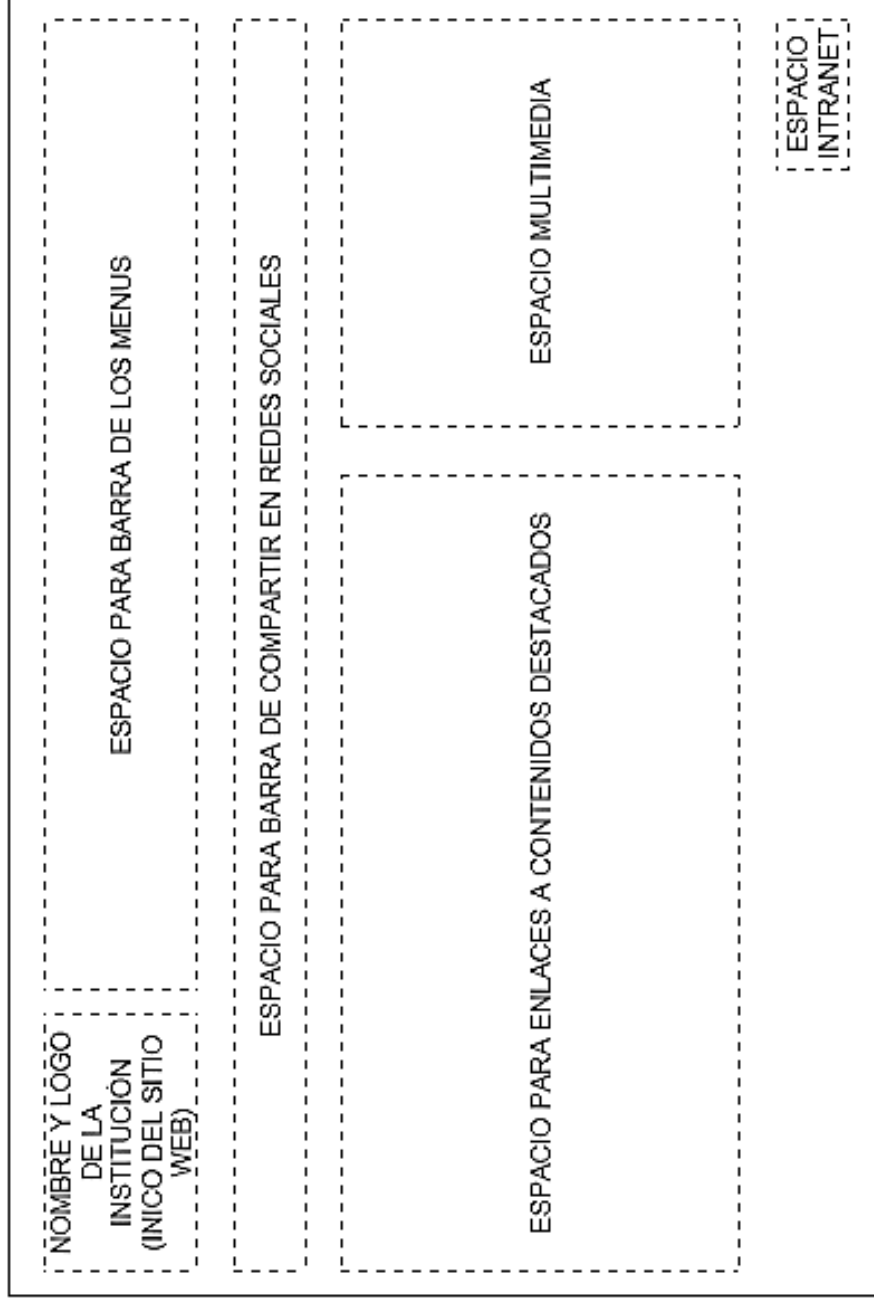 NOMBRE Y LOGO
DE LA
INSTITUCIÓN
(INICO DEL SITIO
WEB)
ESPACIO PARA BARRA DE LOS MENUS
ESPACIO PARA BARRA DE COMPARTIR EN REDES SOCIALES
ESPACIO PARA ENLACES A CONTENIDOS DESTACADOS
ESPACIO MULTIMEDIA
ESPACIO
INTRANET